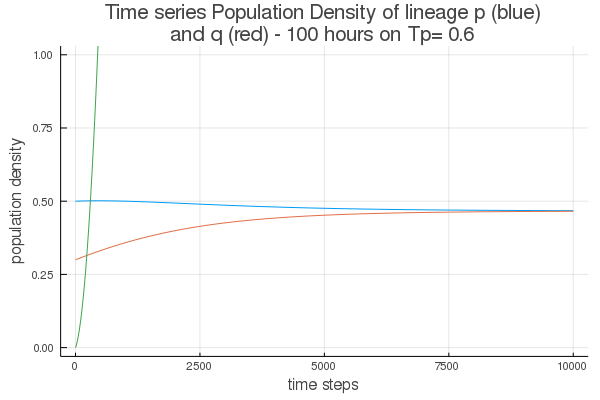 Time series Population Density of lineage p (blue)
and q (red) - 100 hours on Tp= 0.6
1.00
0.75
0.50
0.25
0.00
population density
0 2500 5000 7500 10000
time steps